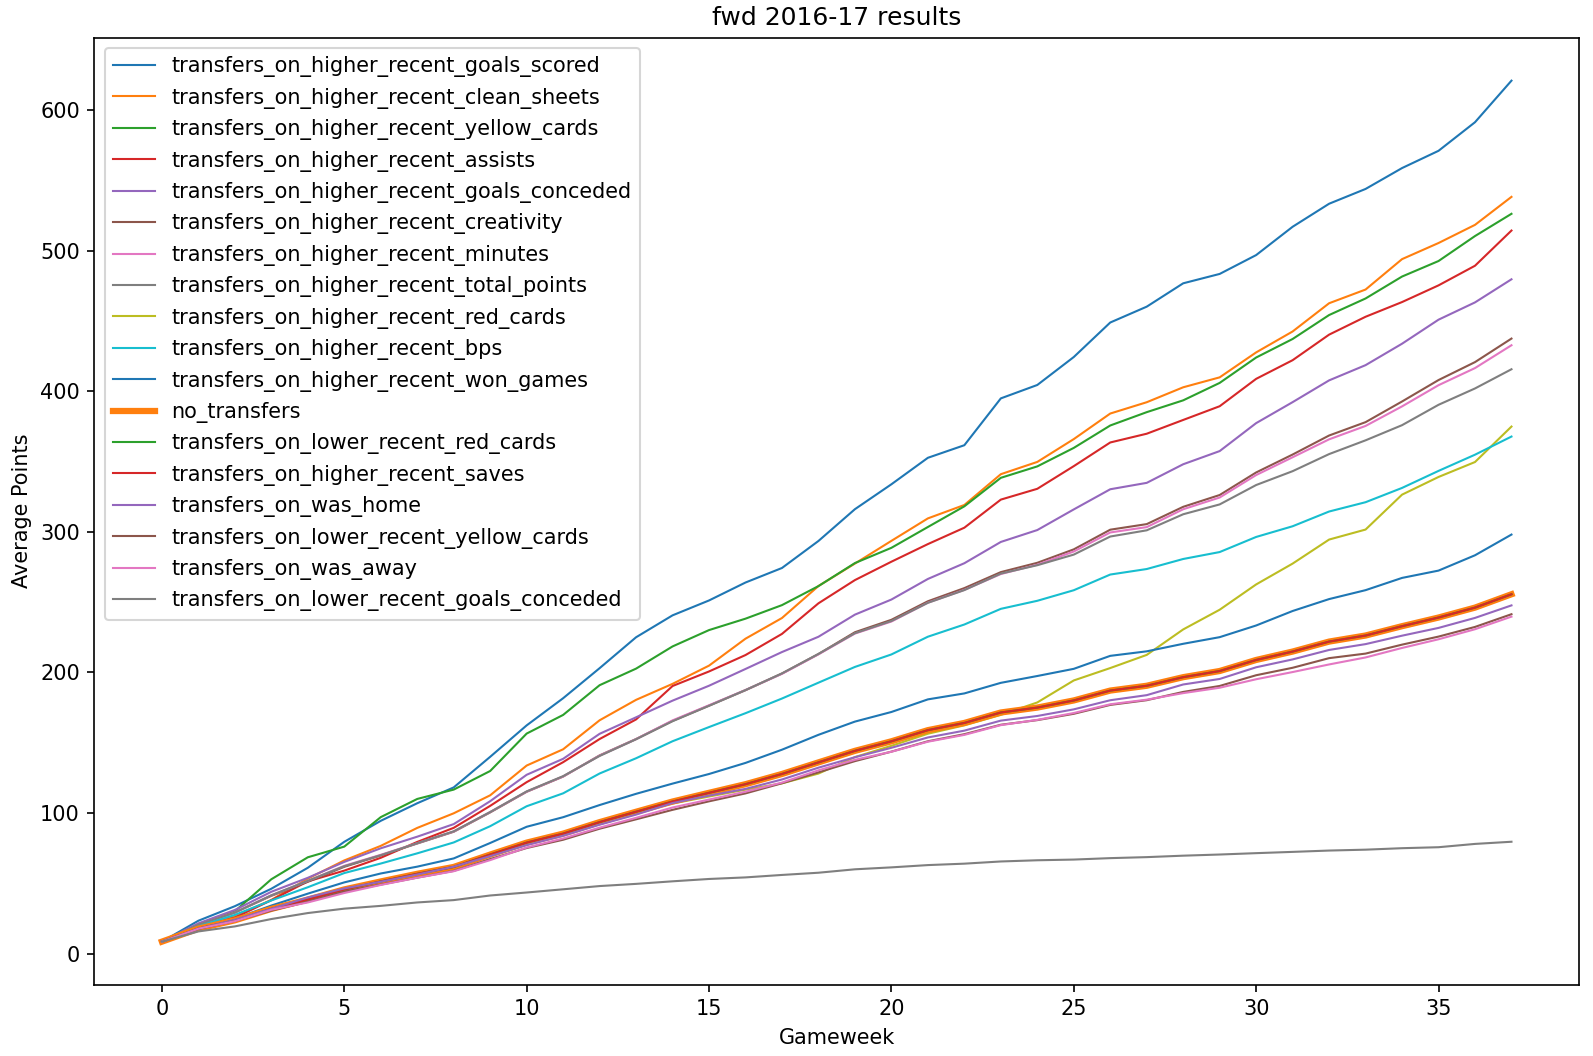 fwd 2016-17 results
transfers_on_higher_recent_goals_scored
transfers_on_higher_recent_clean_sheets
transfers_on_higher_recent_yellow_cards
transfers_on_higher_recent_assists
transfers_on_higher_recent_goals_conceded
transfers_on_higher_recent_creativity
transfers_on_higher_recent_minutes
transfers_on_higher_recent_total_points
transfers_on_higher_recent_red_cards
transfers_on_higher_recent_bps
transfers_on_higher_recent_won_games
no_transfers
transfers_on_lower_recent_red_cards
transfers_on_higher_recent_saves
transfers_on_was_home
transfers_on_lower_recent_yellow_cards
transfers_on_was_away
transfers_on_lower_recent_goals_conceded
Average Points
600
500
400
300
200
100
0
0 5 10 15 20 25 30 35
Gameweek